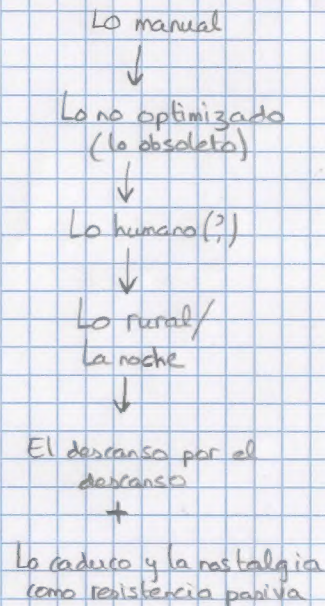 Lo manual
↓
Lo no optimizado
(lo obsoleto)
↓
Lo humano(?)
↓
Lo rural/
La noche
↓
El descanso por el
descanso
+
Lo caduco y la nostalgia
como resistencia pasiva